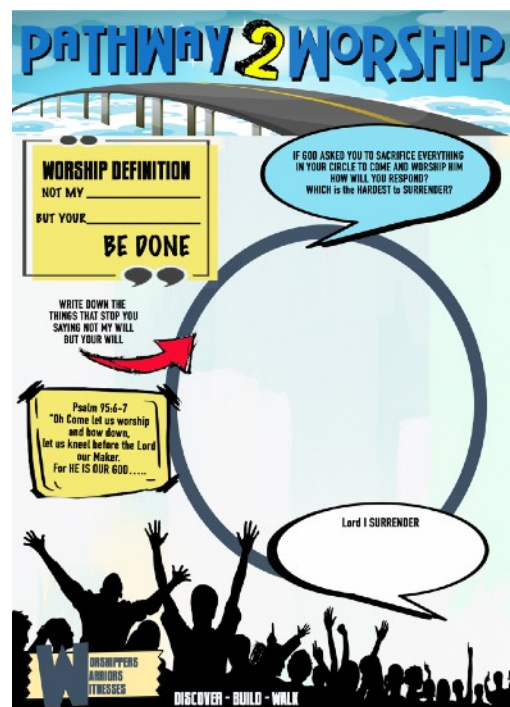 PATHWAY 2 WORSHIP
WORSHIP DEFINITION
NOT MY
BUT YOUR
BE DONE
IF GOD ASKED YOU TO SACRIFICE EVERYTHING
IN YOUR CIRCLE TO COME AND WORSHIP HIM
HOW WILL YOU RESPOND?
WHICH is the HARDEST to SURRENDER?
WRITE DOWN THE
THINGS THAT STOP YOU
SAYING NOT MY WILL
BUT YOUR WILL
Psalm 95:6-7
"Oh Come let us worship
and bow down,
let us kneel before the Lord
our Maker.
For HE IS OUR GOD.....
Lord I SURRENDER
WORSHIPPERS
WARRIORS
WITNESSES
DISCOVER - BUILD - WALK